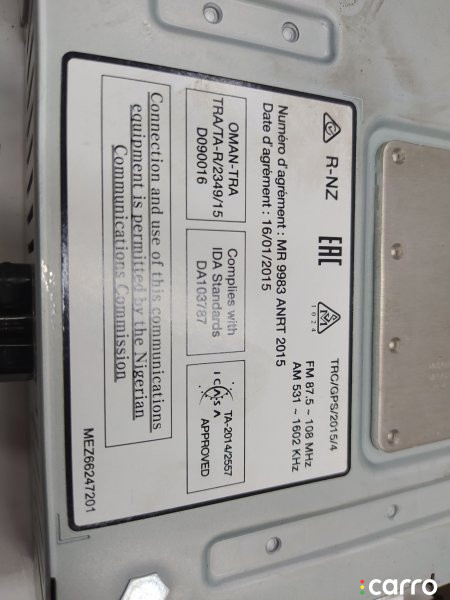 R-NZ
EAC
1024
TRC/GPS/2015/4
FM 87.5 ~ 108 MHz
AM 531 ~ 1602 KHz
Numéro d'agrément : MR 9983 ANRT 2015
Date d'agrément : 16/01/2015
OMAN-TRA
TRA/TA-R/2349/15
D090016
Complies with
IDA Standards
DA103787
ICASA
TA-2014/2557
APPROVED
Connection and use of this communications
equipment is permitted by the Nigerian
Communications Commission
MEZ66247201
carro